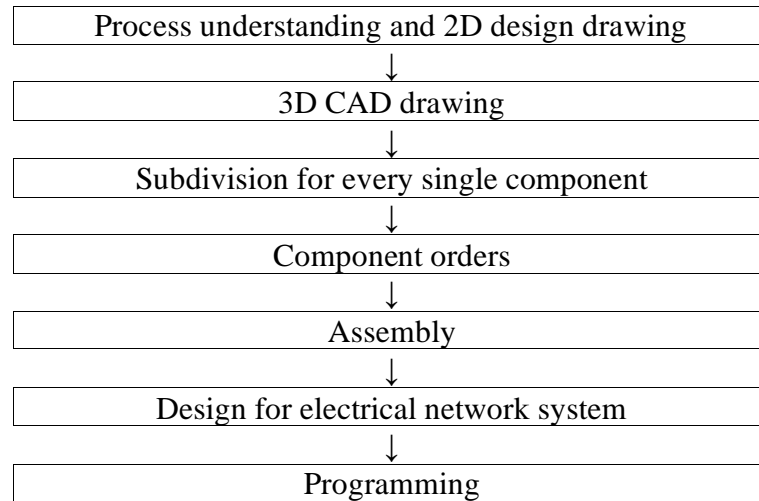 Process understanding and 2D design drawing
↓
3D CAD drawing
↓
Subdivision for every single component
↓
Component orders
↓
Assembly
↓
Design for electrical network system
↓
Programming